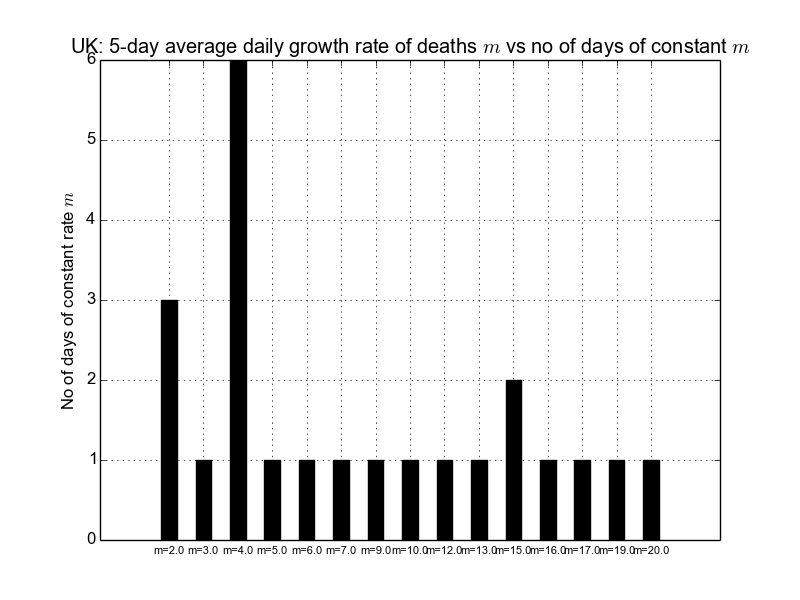 UK: 5-day average daily growth rate of deaths m vs no of days of constant m
6
5
4
3
2
1
0
No of days of constant rate m
m=2.0 m=3.0 m=4.0 m=5.0 m=6.0 m=7.0 m=9.0 m=10.0 m=12.0 m=13.0 m=15.0 m=16.0 m=17.0 m=19.0 m=20.0